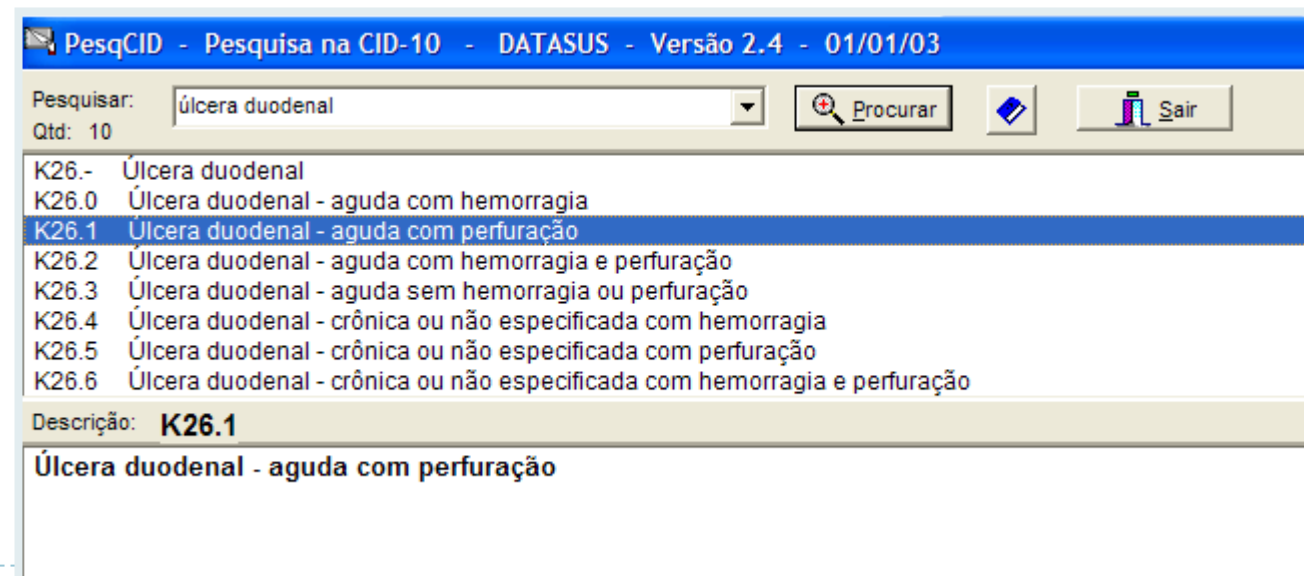 PesqCID - Pesquisa na CID-10 - DATASUS - Versão 2.4 - 01/01/03
Pesquisar: úlcera duodenal Procurar Sair
Qtd: 10
K26.- Úlcera duodenal
K26.0 Úlcera duodenal - aguda com hemorragia
K26.1 Úlcera duodenal - aguda com perfuração
K26.2 Úlcera duodenal - aguda com hemorragia e perfuração
K26.3 Úlcera duodenal - aguda sem hemorragia ou perfuração
K26.4 Úlcera duodenal - crônica ou não especificada com hemorragia
K26.5 Úlcera duodenal - crônica ou não especificada com perfuração
K26.6 Úlcera duodenal - crônica ou não especificada com hemorragia e perfuração
Descrição: K26.1
Úlcera duodenal - aguda com perfuração